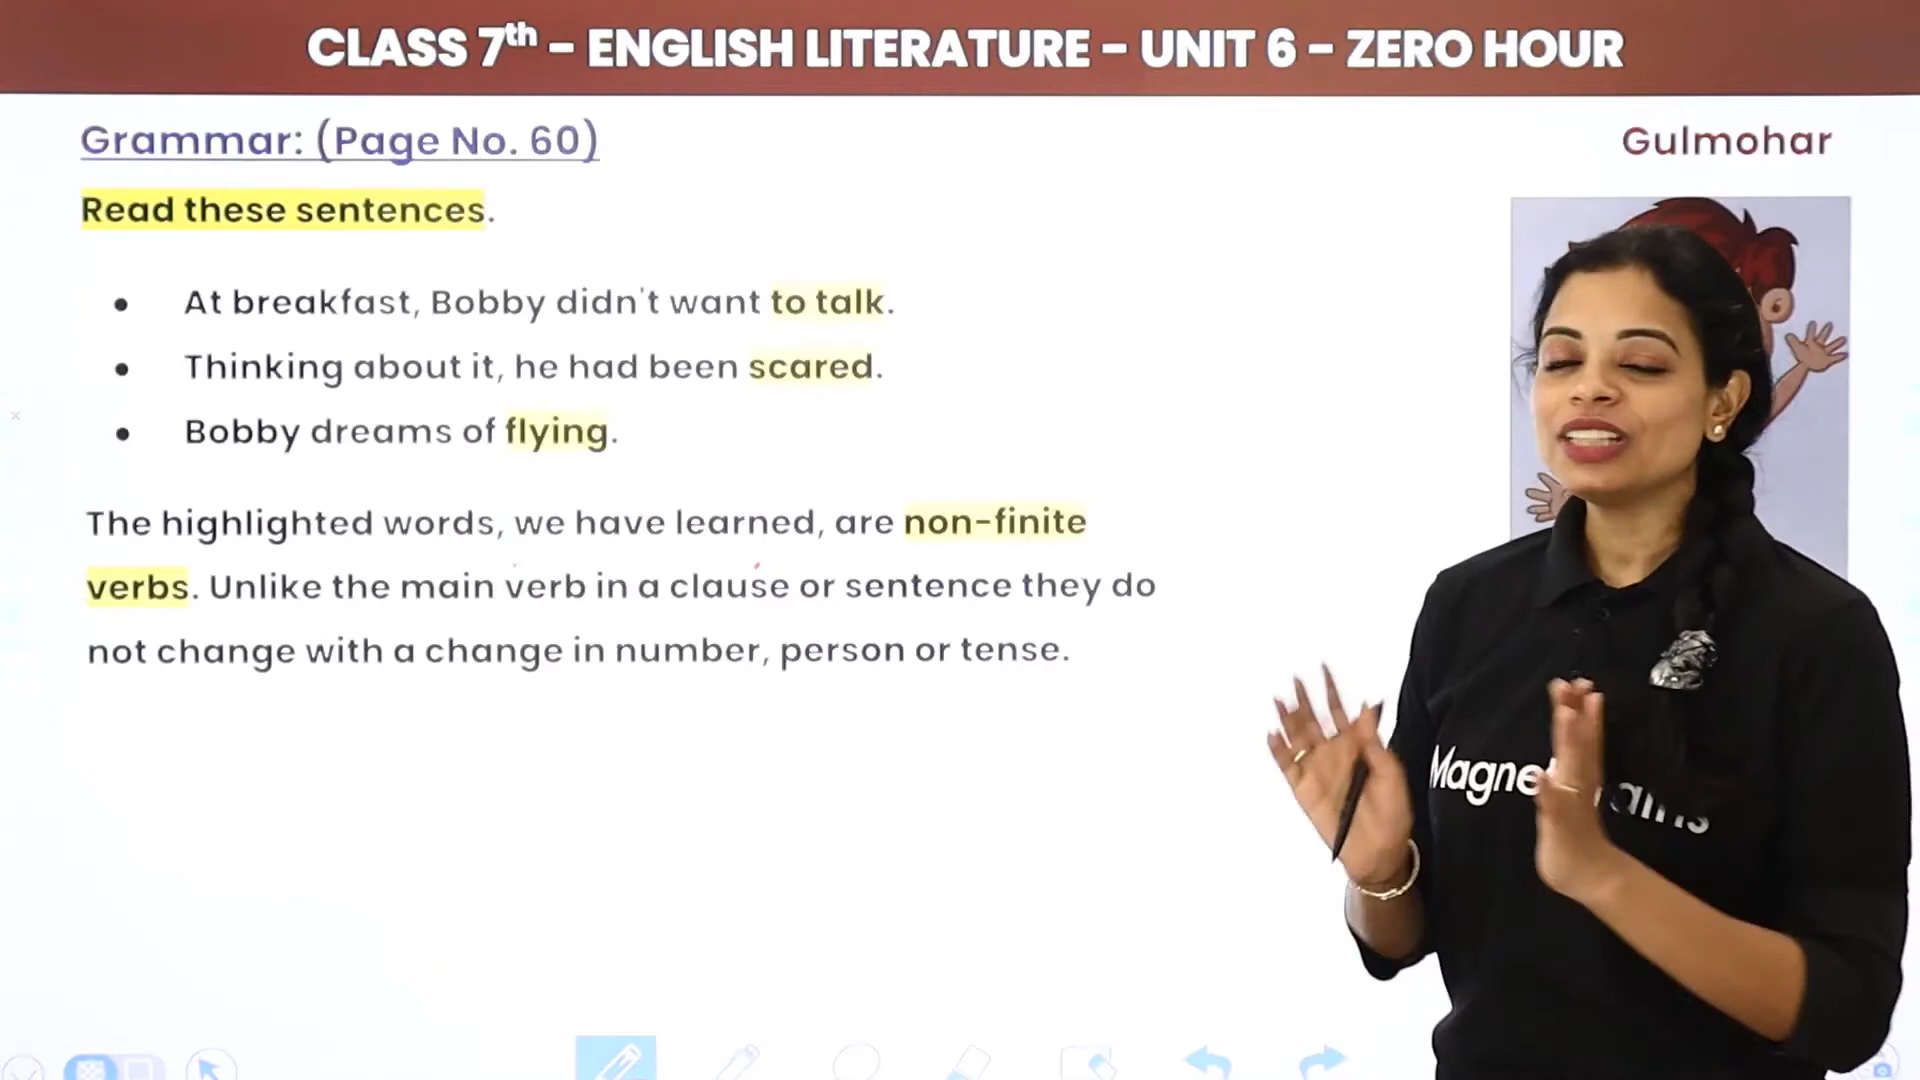 CLASS 7th – ENGLISH LITERATURE – UNIT 6 – ZERO HOUR
Grammar: (Page No. 60)
Gulmohar
Read these sentences.
• At breakfast, Bobby didn't want to talk.
• Thinking about it, he had been scared.
• Bobby dreams of flying.
The highlighted words, we have learned, are non-finite
verbs. Unlike the main verb in a clause or sentence they do
not change with a change in number, person or tense.